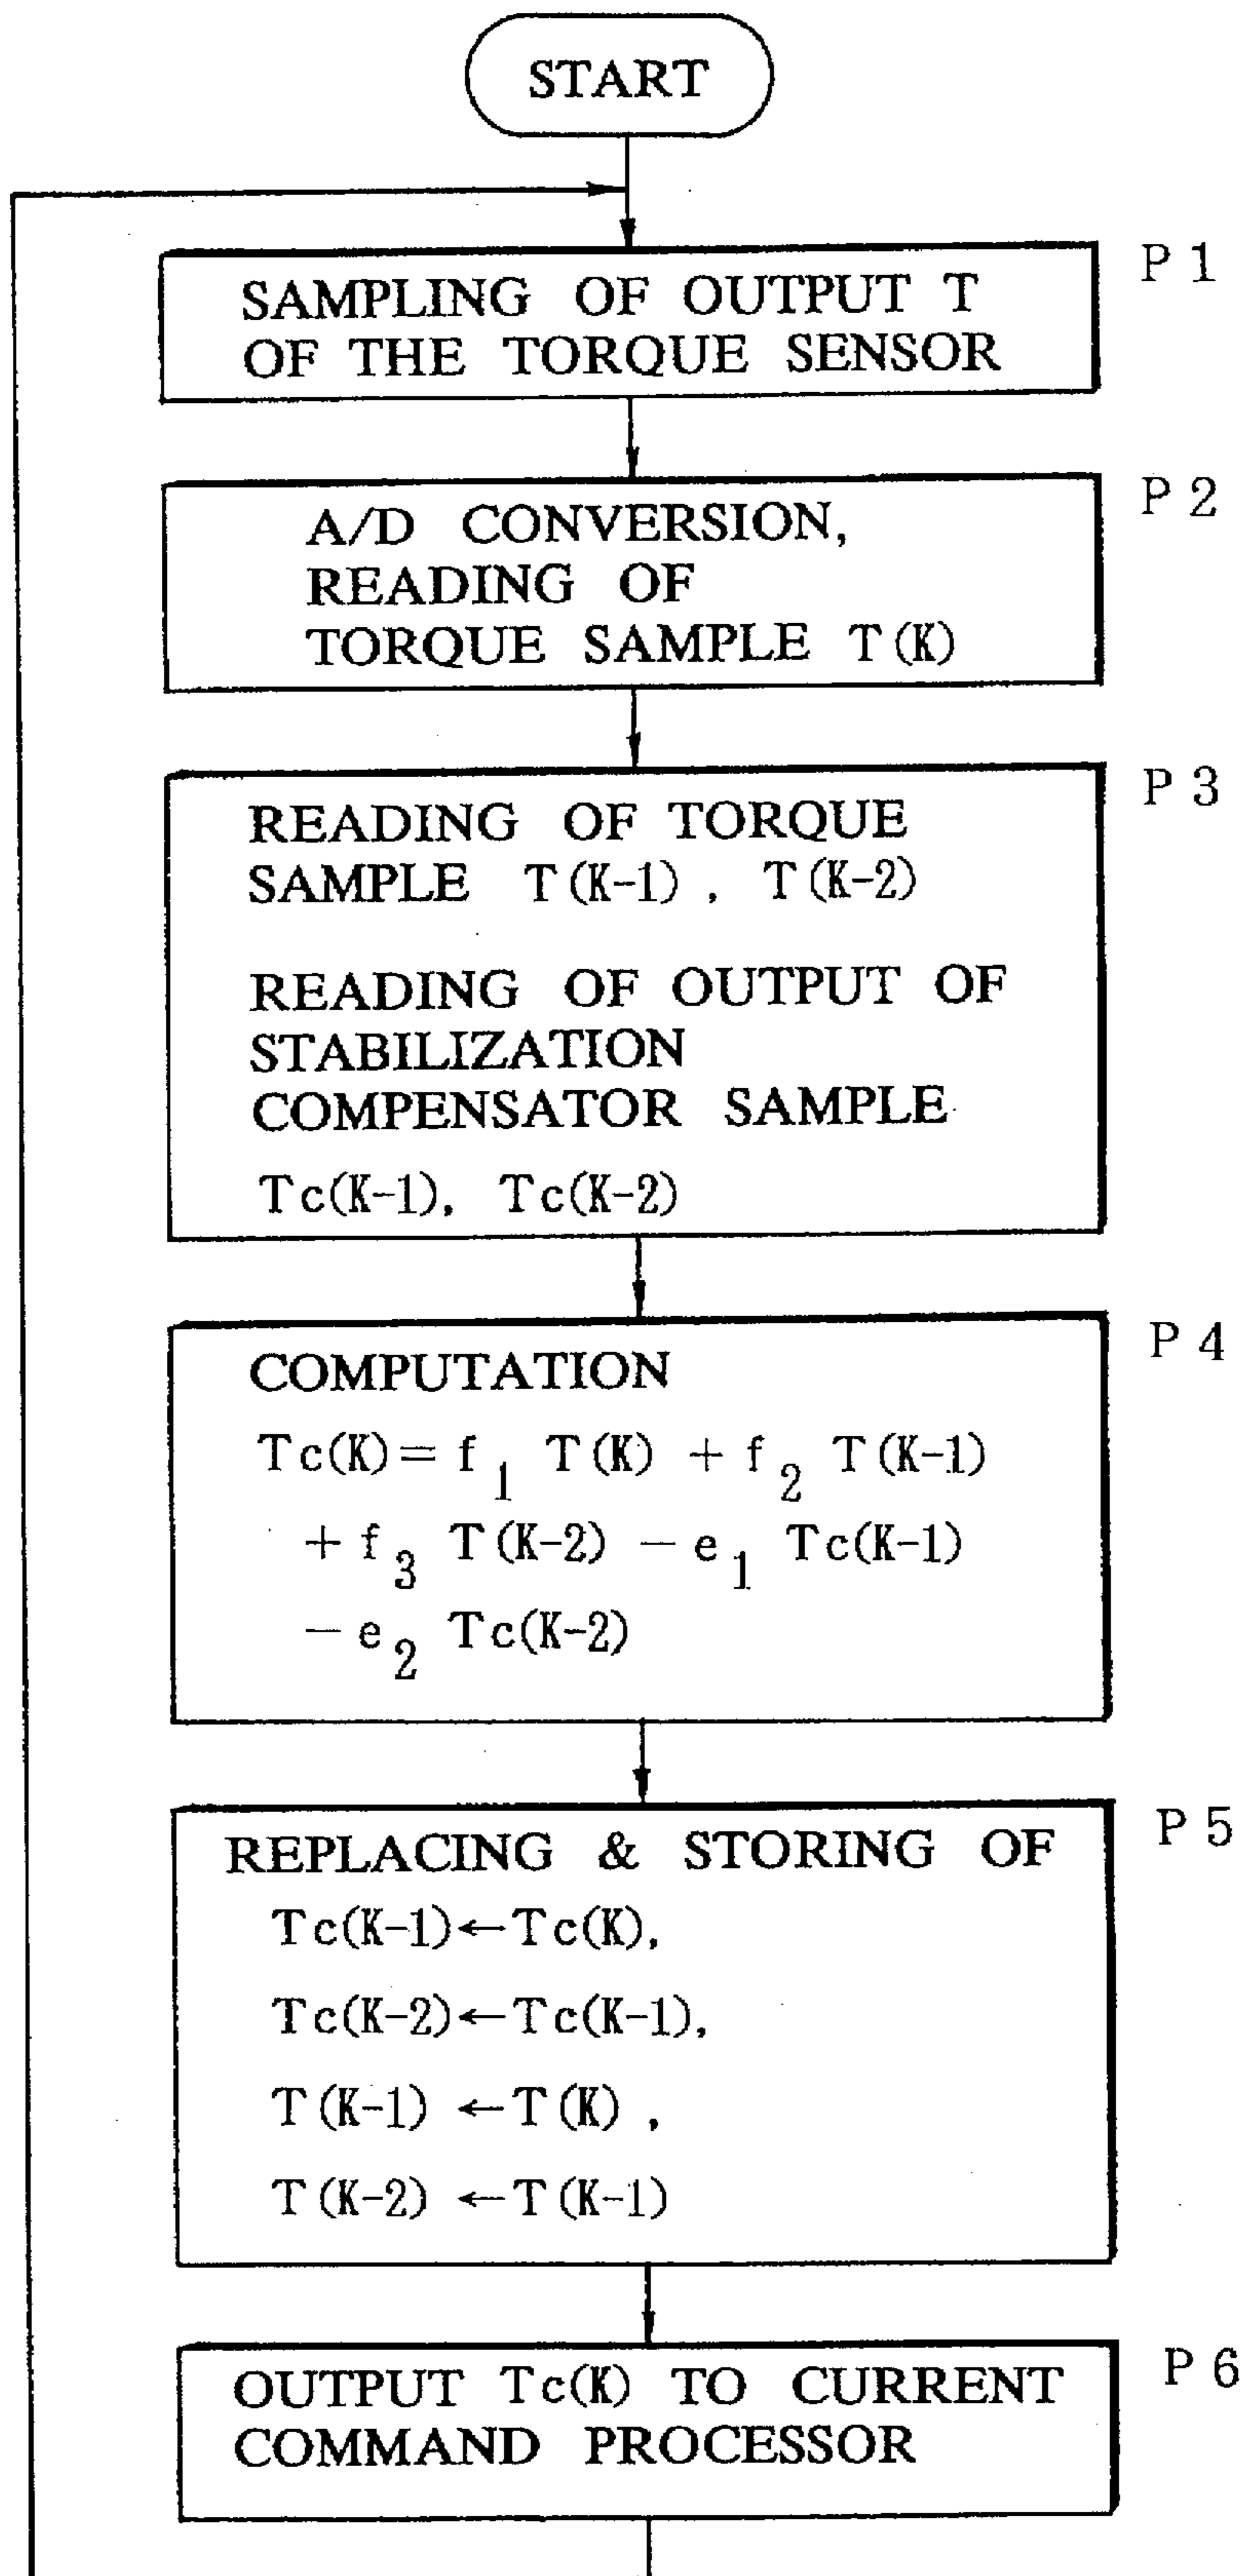 START
P 1
SAMPLING OF OUTPUT T
OF THE TORQUE SENSOR
P 2
A/D CONVERSION,
READING OF
TORQUE SAMPLE T(K)
P 3
READING OF TORQUE
SAMPLE T(K-1), T(K-2)
READING OF OUTPUT OF
STABILIZATION
COMPENSATOR SAMPLE
Tc(K-1), Tc(K-2)
P 4
COMPUTATION
Tc(K)= f₁ T(K) + f₂ T(K-1)
+ f₃ T(K-2) - e₁ Tc(K-1)
- e₂ Tc(K-2)
P 5
REPLACING & STORING OF
Tc(K-1)←Tc(K),
Tc(K-2)←Tc(K-1),
T(K-1) ←T(K),
T(K-2) ←T(K-1)
P 6
OUTPUT Tc(K) TO CURRENT
COMMAND PROCESSOR